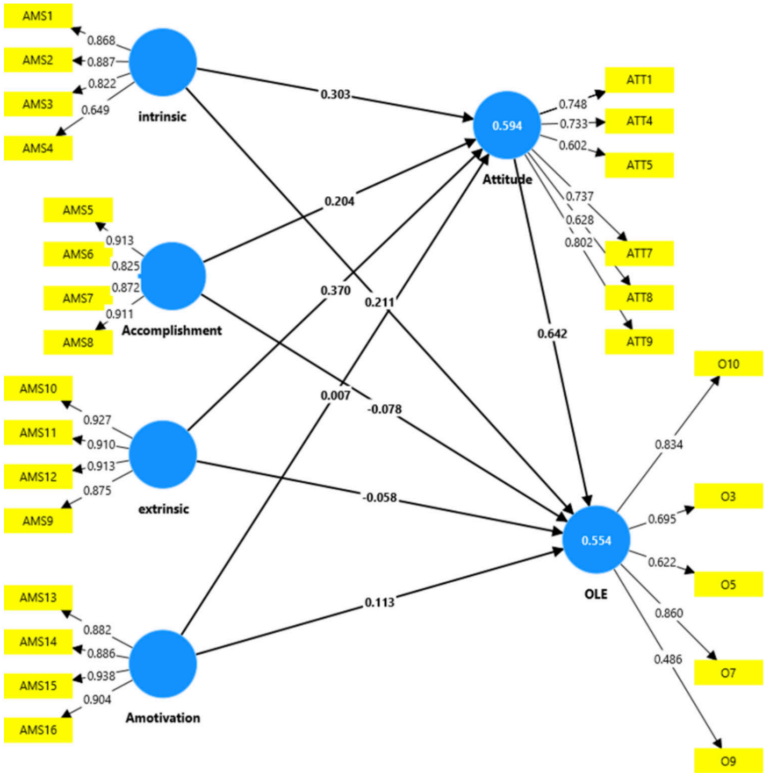 AMS1
AMS2
AMS3
AMS4
0.868
0.887
0.822
0.649
intrinsic
AMS5
AMS6
AMS7
AMS8
0.913
0.825
0.872
0.911
Accomplishment
AMS10
AMS11
AMS12
AMS9
0.927
0.910
0.913
0.875
extrinsic
AMS13
AMS14
AMS15
AMS16
0.882
0.886
0.938
0.904
Amotivation
0.303
0.204
0.370
0.211
0.007
-0.078
-0.058
0.113
0.642
0.594
Attitude
0.748
0.733
0.602
0.737
0.628
0.802
ATT1
ATT4
ATT5
ATT7
ATT8
ATT9
0.554
OLE
0.834
0.695
0.622
0.860
0.486
O10
O3
O5
O7
O9